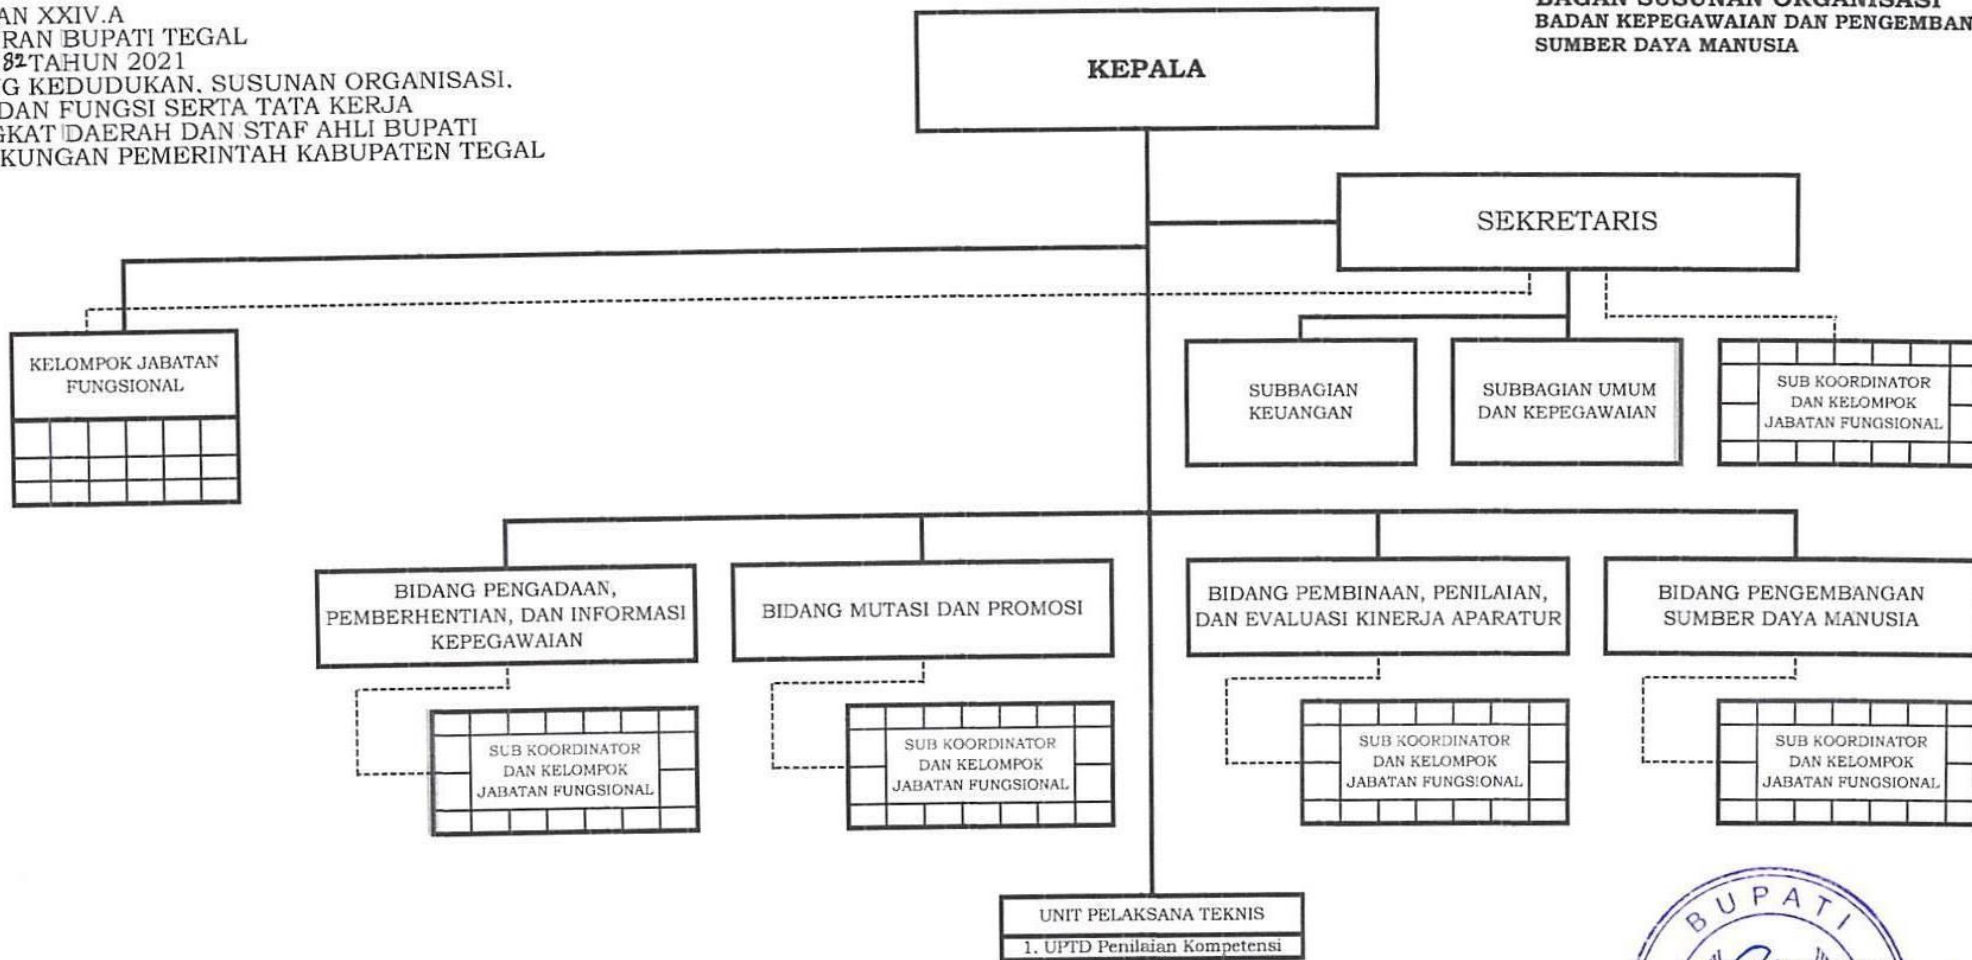 AN XXIV.A
RAN BUPATI TEGAL
82 TAHUN 2021
G KEDUDUKAN, SUSUNAN ORGANISASI,
DAN FUNGSI SERTA TATA KERJA
GKAT DAERAH DAN STAF AHLI BUPATI
KUNGAN PEMERINTAH KABUPATEN TEGAL
BAGAN SUSUNAN ORGANISASI
BADAN KEPEGAWAIAN DAN PENGEMBAN
SUMBER DAYA MANUSIA
KEPALA
SEKRETARIS
KELOMPOK JABATAN
FUNGSIONAL
SUBBAGIAN
KEUANGAN
SUBBAGIAN UMUM
DAN KEPEGAWAIAN
SUB KOORDINATOR
DAN KELOMPOK
JABATAN FUNGSIONAL
BIDANG PENGADAAN,
PEMBERHENTIAN, DAN INFORMASI
KEPEGAWAIAN
BIDANG MUTASI DAN PROMOSI
BIDANG PEMBINAAN, PENILAIAN,
DAN EVALUASI KINERJA APARATUR
BIDANG PENGEMBANGAN
SUMBER DAYA MANUSIA
SUB KOORDINATOR
DAN KELOMPOK
JABATAN FUNGSIONAL
SUB KOORDINATOR
DAN KELOMPOK
JABATAN FUNGSIONAL
SUB KOORDINATOR
DAN KELOMPOK
JABATAN FUNGSIONAL
SUB KOORDINATOR
DAN KELOMPOK
JABATAN FUNGSIONAL
UNIT PELAKSANA TEKNIS
1. UPTD Penilaian Kompetensi
BUPATI